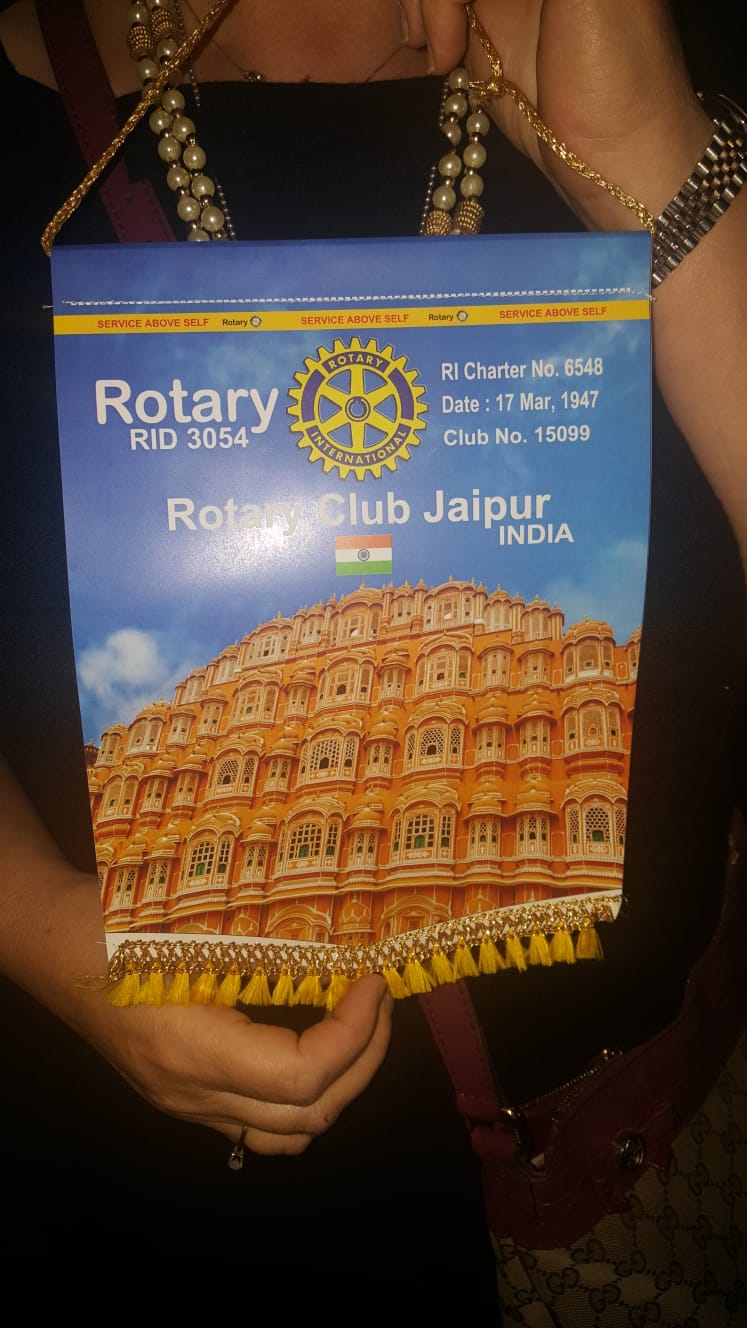 SERVICE ABOVE SELF Rotary SERVICE ABOVE SELF Rotary SERVICE ABOVE SELF
Rotary
RID 3054
ROTARY
INTERNATIONAL
RI Charter No. 6548
Date : 17 Mar, 1947
Club No. 15099
Rotary Club Jaipur
INDIA